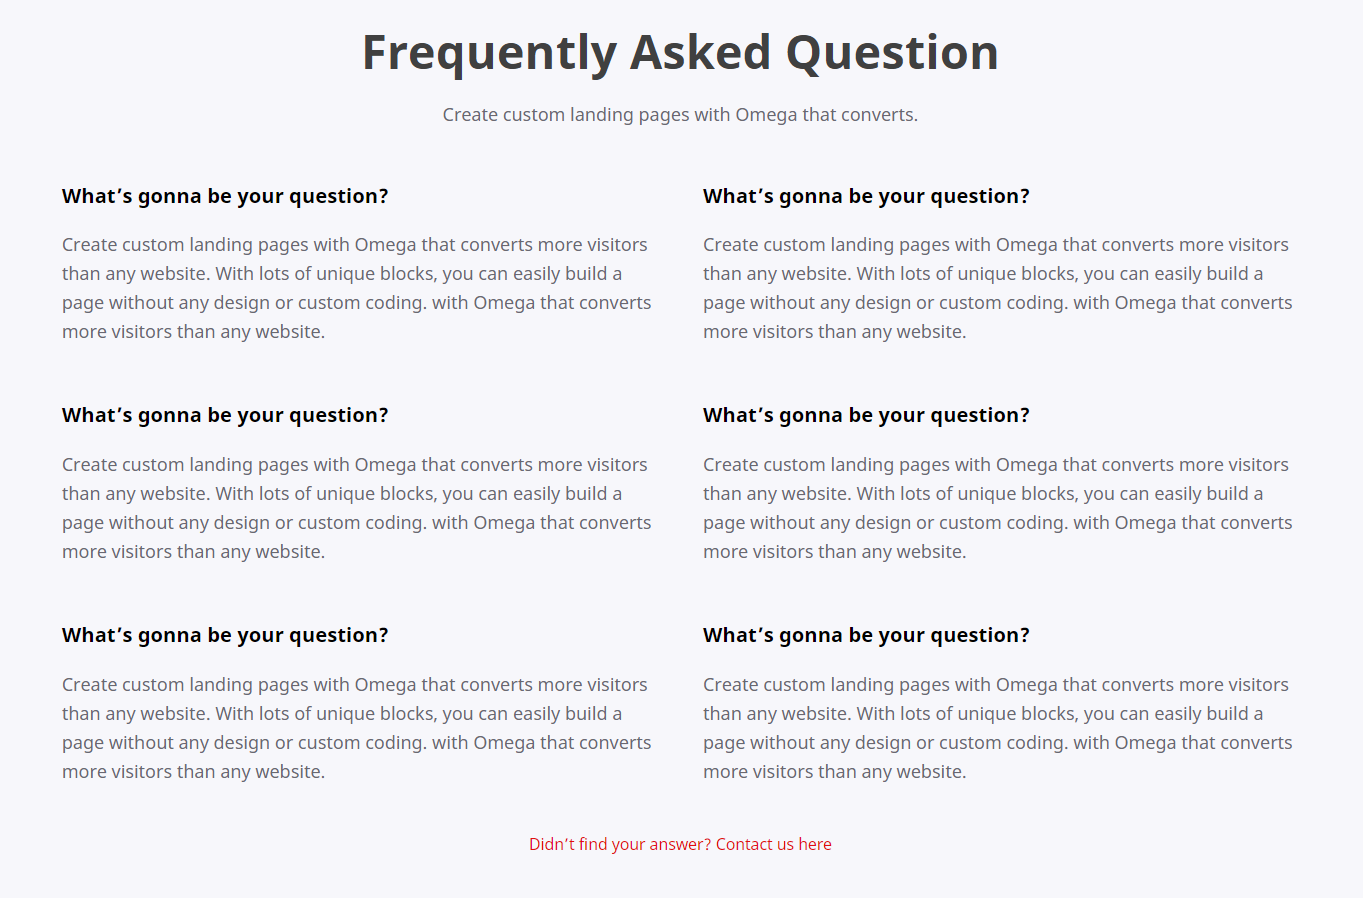 Frequently Asked Question
Create custom landing pages with Omega that converts.
What’s gonna be your question?
Create custom landing pages with Omega that converts more visitors
than any website. With lots of unique blocks, you can easily build a
page without any design or custom coding. with Omega that converts
more visitors than any website.
What’s gonna be your question?
Create custom landing pages with Omega that converts more visitors
than any website. With lots of unique blocks, you can easily build a
page without any design or custom coding. with Omega that converts
more visitors than any website.
What’s gonna be your question?
Create custom landing pages with Omega that converts more visitors
than any website. With lots of unique blocks, you can easily build a
page without any design or custom coding. with Omega that converts
more visitors than any website.
What’s gonna be your question?
Create custom landing pages with Omega that converts more visitors
than any website. With lots of unique blocks, you can easily build a
page without any design or custom coding. with Omega that converts
more visitors than any website.
What’s gonna be your question?
Create custom landing pages with Omega that converts more visitors
than any website. With lots of unique blocks, you can easily build a
page without any design or custom coding. with Omega that converts
more visitors than any website.
What’s gonna be your question?
Create custom landing pages with Omega that converts more visitors
than any website. With lots of unique blocks, you can easily build a
page without any design or custom coding. with Omega that converts
more visitors than any website.
Didn’t find your answer? Contact us here